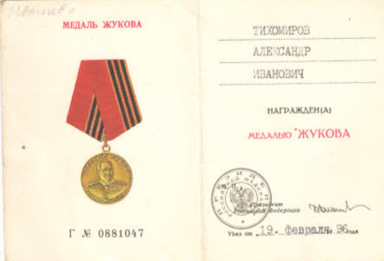 МЕДАЛЬ ЖУКОВА
Г № 0881047
ТИХОМИРОВ
АЛЕКСАНДР
ИВАНОВИЧ
НАГРАЖДЕН(А)
МЕДАЛЬЮ ЖУКОВА
Президент
Российской Федерации
Указ от 19. Февраля. 96 года